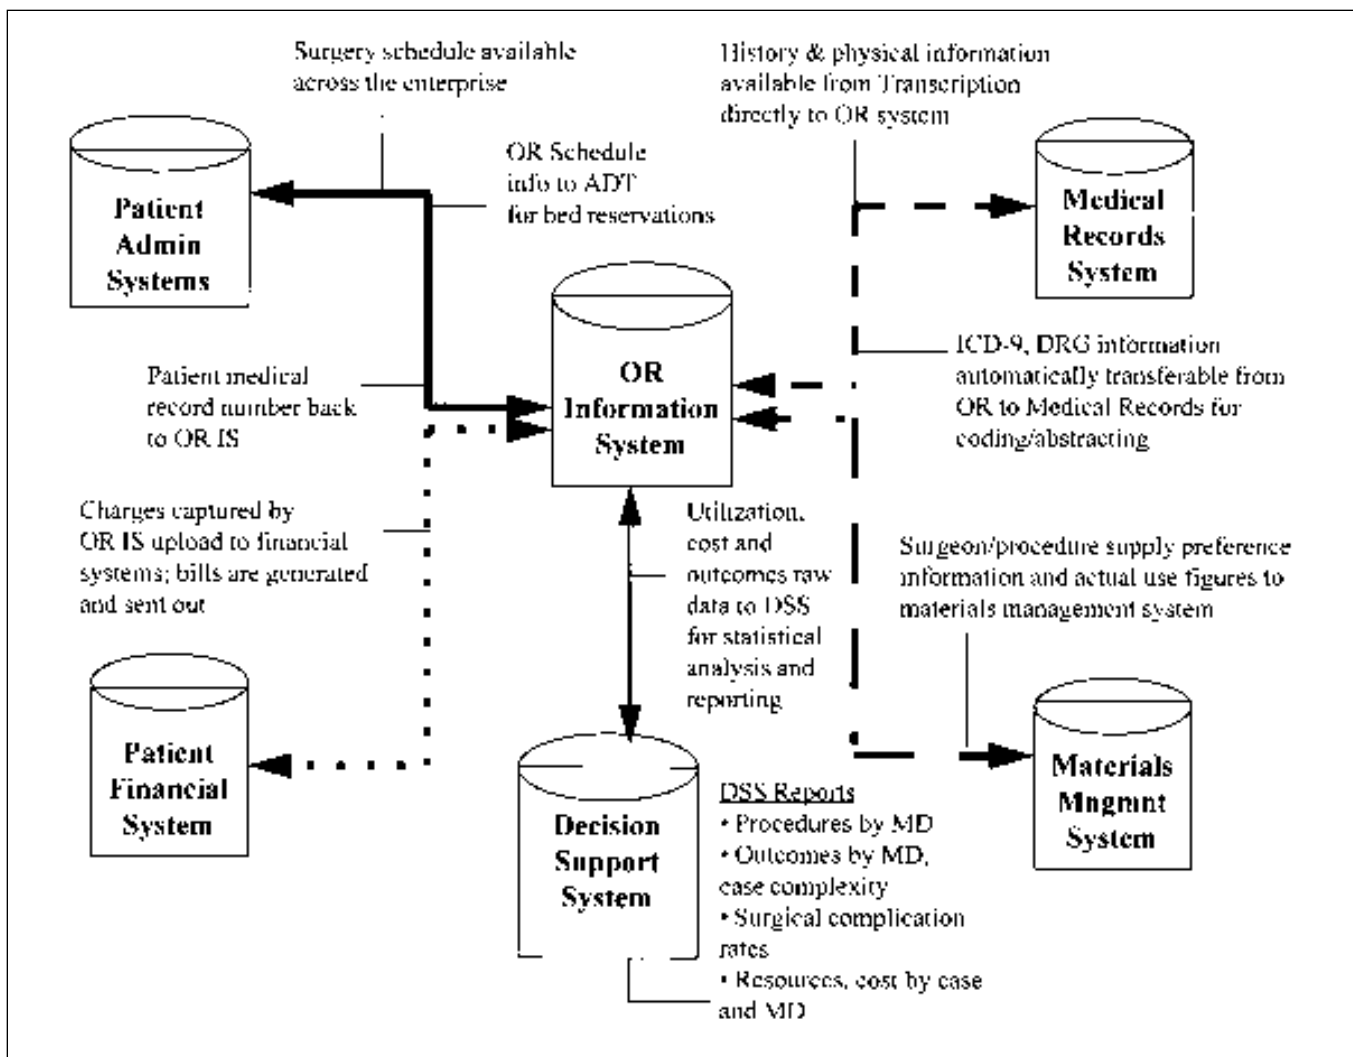 Surgery schedule available
across the enterprise
History & physical information
available from Transcription
directly to OR system
OR Schedule
info to ADT
for bed reservations
Patient
Admin
Systems
Medical
Records
System
OR
Information
System
Patient medical
record number back
to OR IS
ICD-9, DRG information
automatically transferable from
OR to Medical Records for
coding/abstracting
Charges captured by
OR IS upload to financial
systems; bills are generated
and sent out
Utilization,
cost and
outcomes raw
data to DSS
for statistical
analysis and
reporting
Surgeon/procedure supply preference
information and actual use figures to
materials management system
Patient
Financial
System
Decision
Support
System
DSS Reports
• Procedures by MD
• Outcomes by MD,
case complexity
• Surgical complication
rates
• Resources, cost by case
and MD
Materials
Mngmnt
System